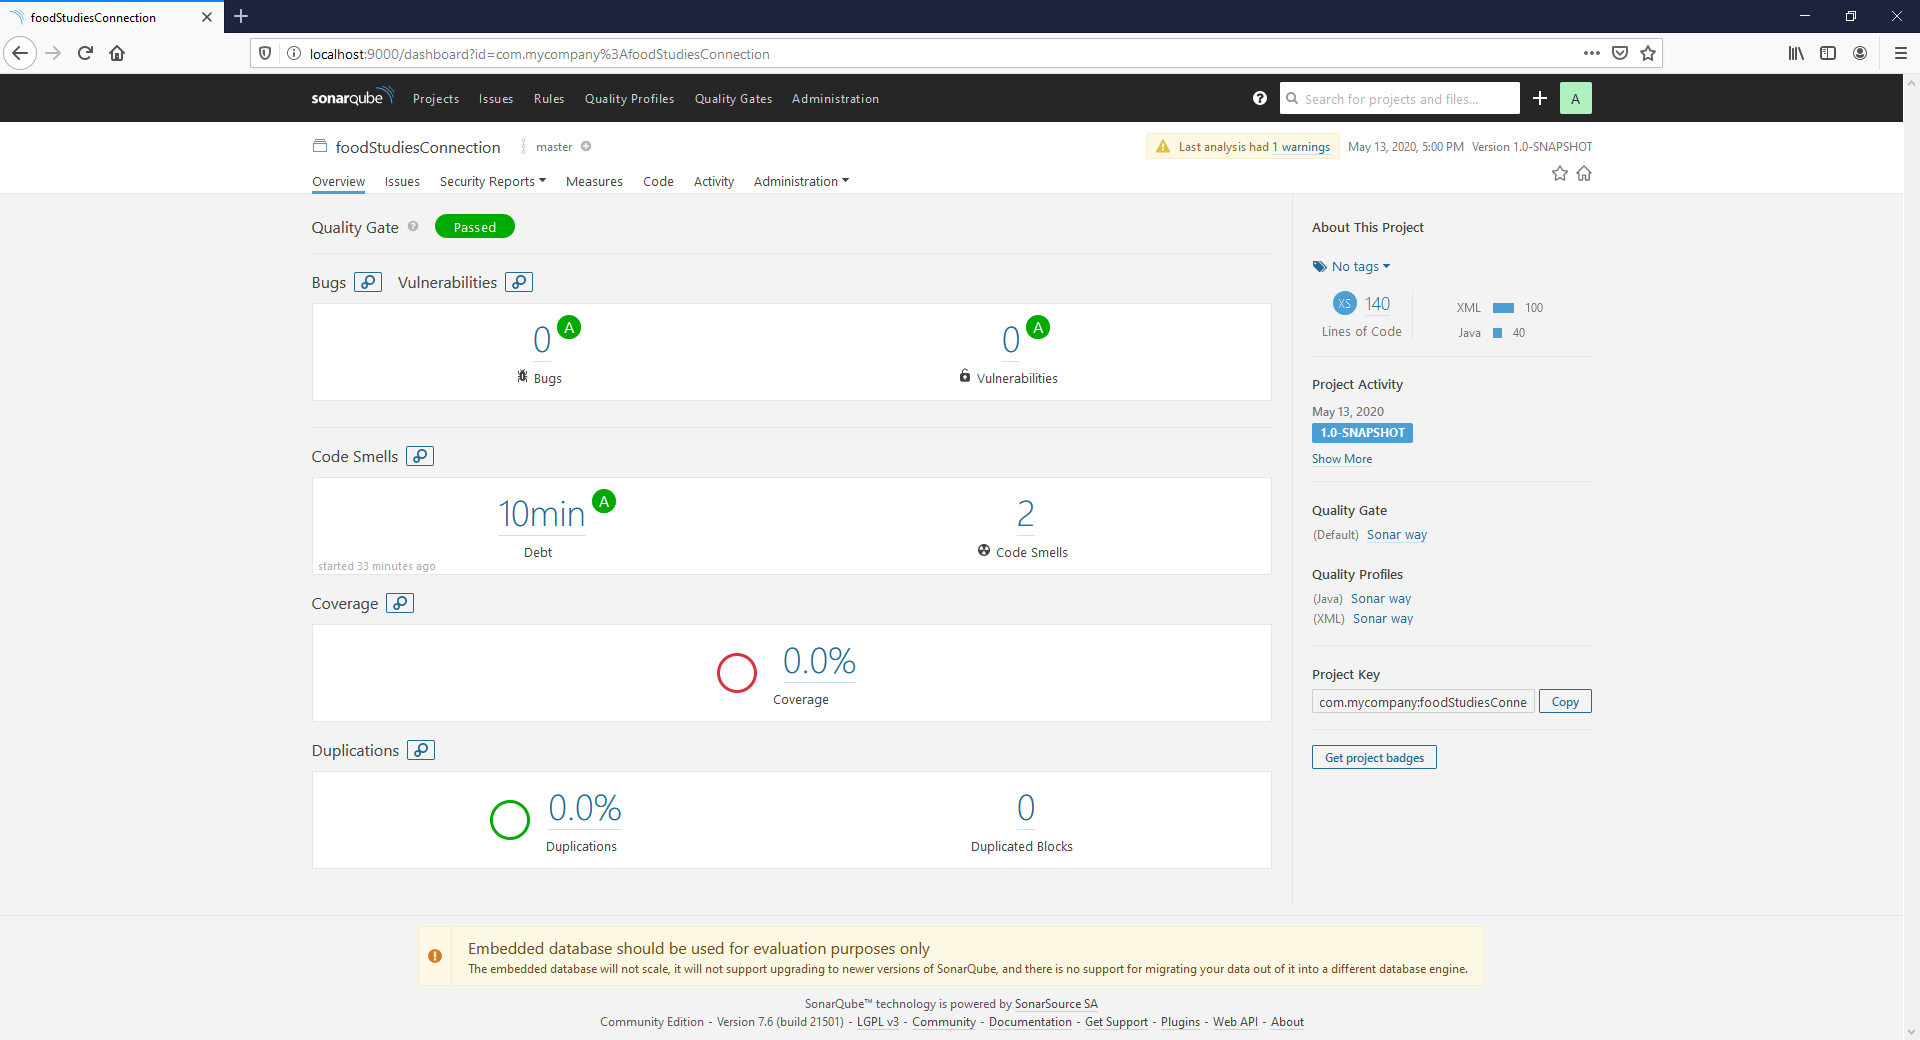 foodStudiesConnection
localhost:9000/dashboard?id=com.mycompany%3AfoodStudiesConnection
sonarqube Projects Issues Rules Quality Profiles Quality Gates Administration Search for projects and files... A
foodStudiesConnection master Last analysis had 1 warnings May 13, 2020, 5:00 PM Version 1.0-SNAPSHOT
Overview Issues Security Reports Measures Code Activity Administration
Quality Gate Passed
Bugs Vulnerabilities
0 A 0 A
Bugs Vulnerabilities
Code Smells
10min A 2
Debt Code Smells
started 33 minutes ago
Coverage
0.0%
Coverage
Duplications
0.0% 0
Duplications Duplicated Blocks
About This Project
No tags
XS 140
Lines of Code
XML 100
Java 40
Project Activity
May 13, 2020
1.0-SNAPSHOT
Show More
Quality Gate
(Default) Sonar way
Quality Profiles
(Java) Sonar way
(XML) Sonar way
Project Key
com.mycompany:foodStudiesConne Copy
Get project badges
Embedded database should be used for evaluation purposes only
The embedded database will not scale, it will not support upgrading to newer versions of SonarQube, and there is no support for migrating your data out of it into a different database engine.
SonarQube™ technology is powered by SonarSource SA
Community Edition - Version 7.6 (build 21501) - LGPL v3 - Community - Documentation - Get Support - Plugins - Web API - About